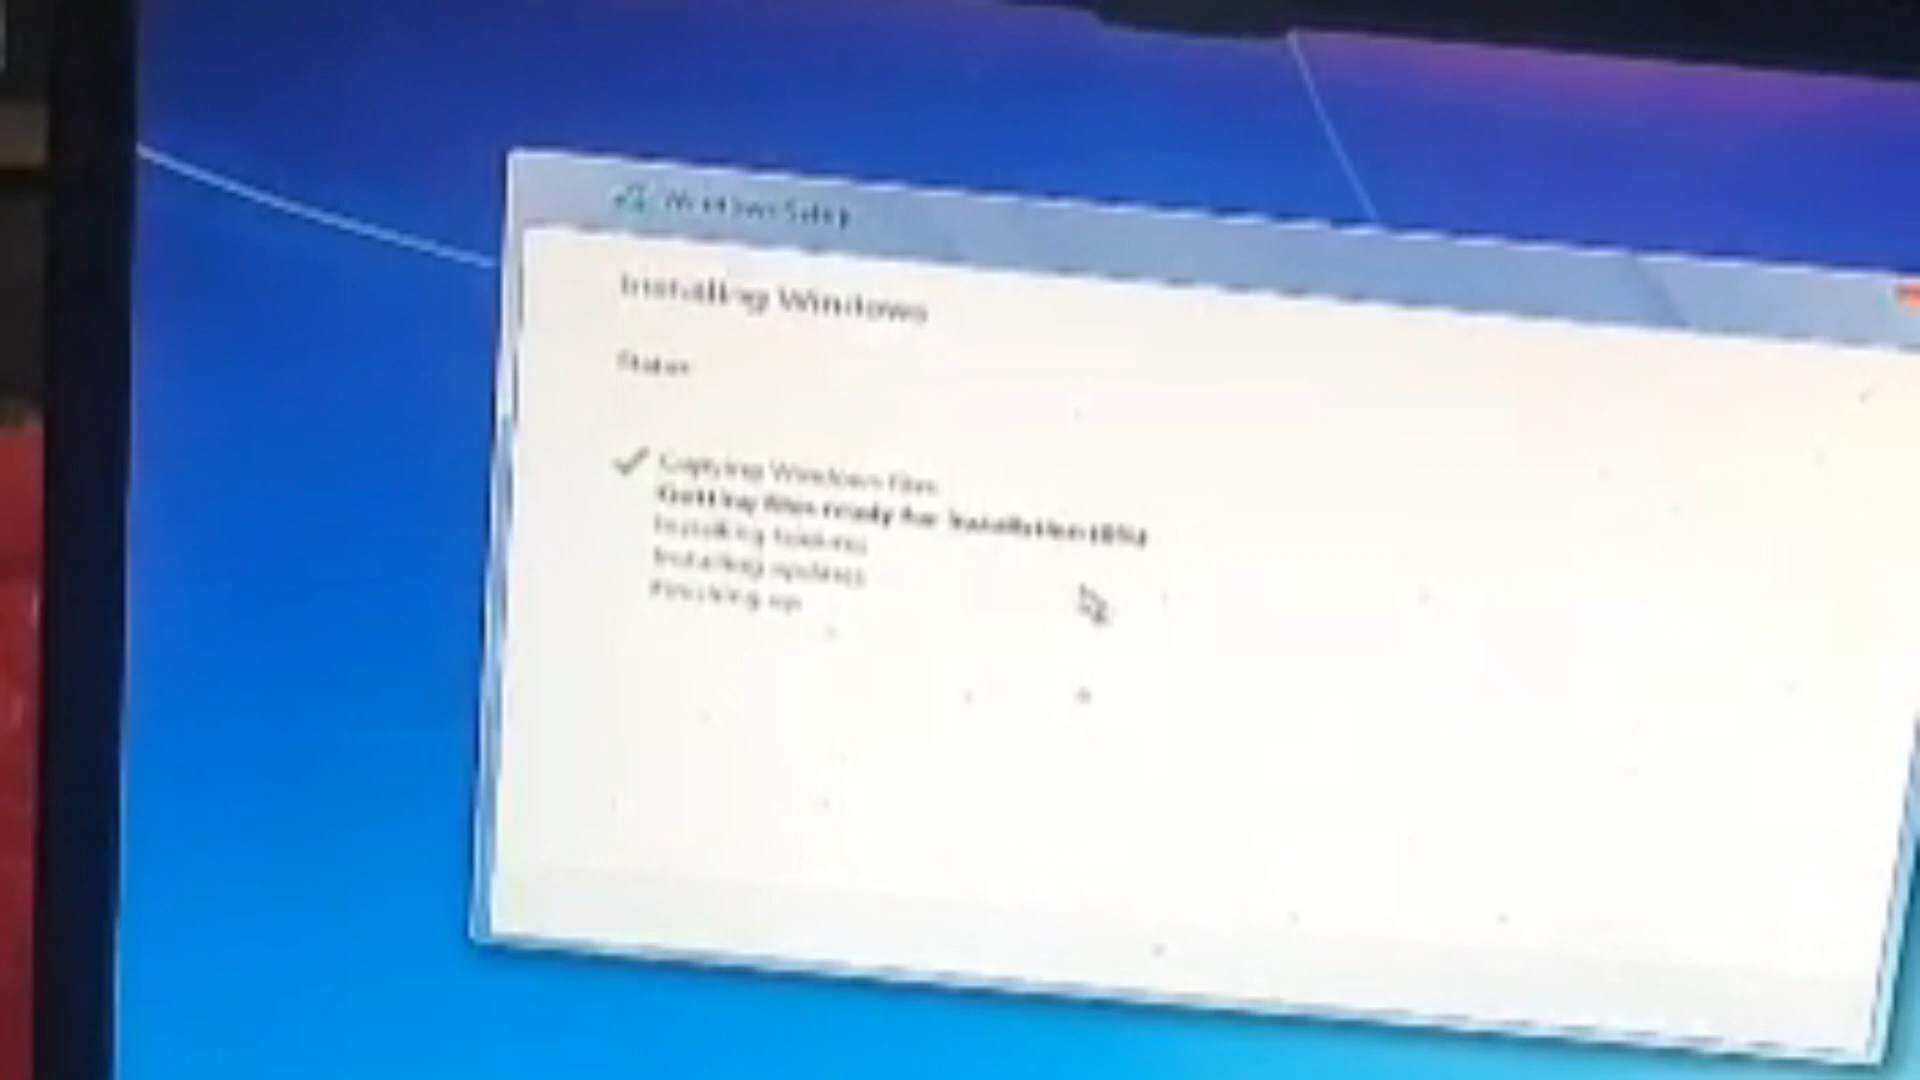 Windows Setup
Installing Windows
Status
Copying Windows files
Getting files ready for installation
Installing features
Installing updates
Finishing up